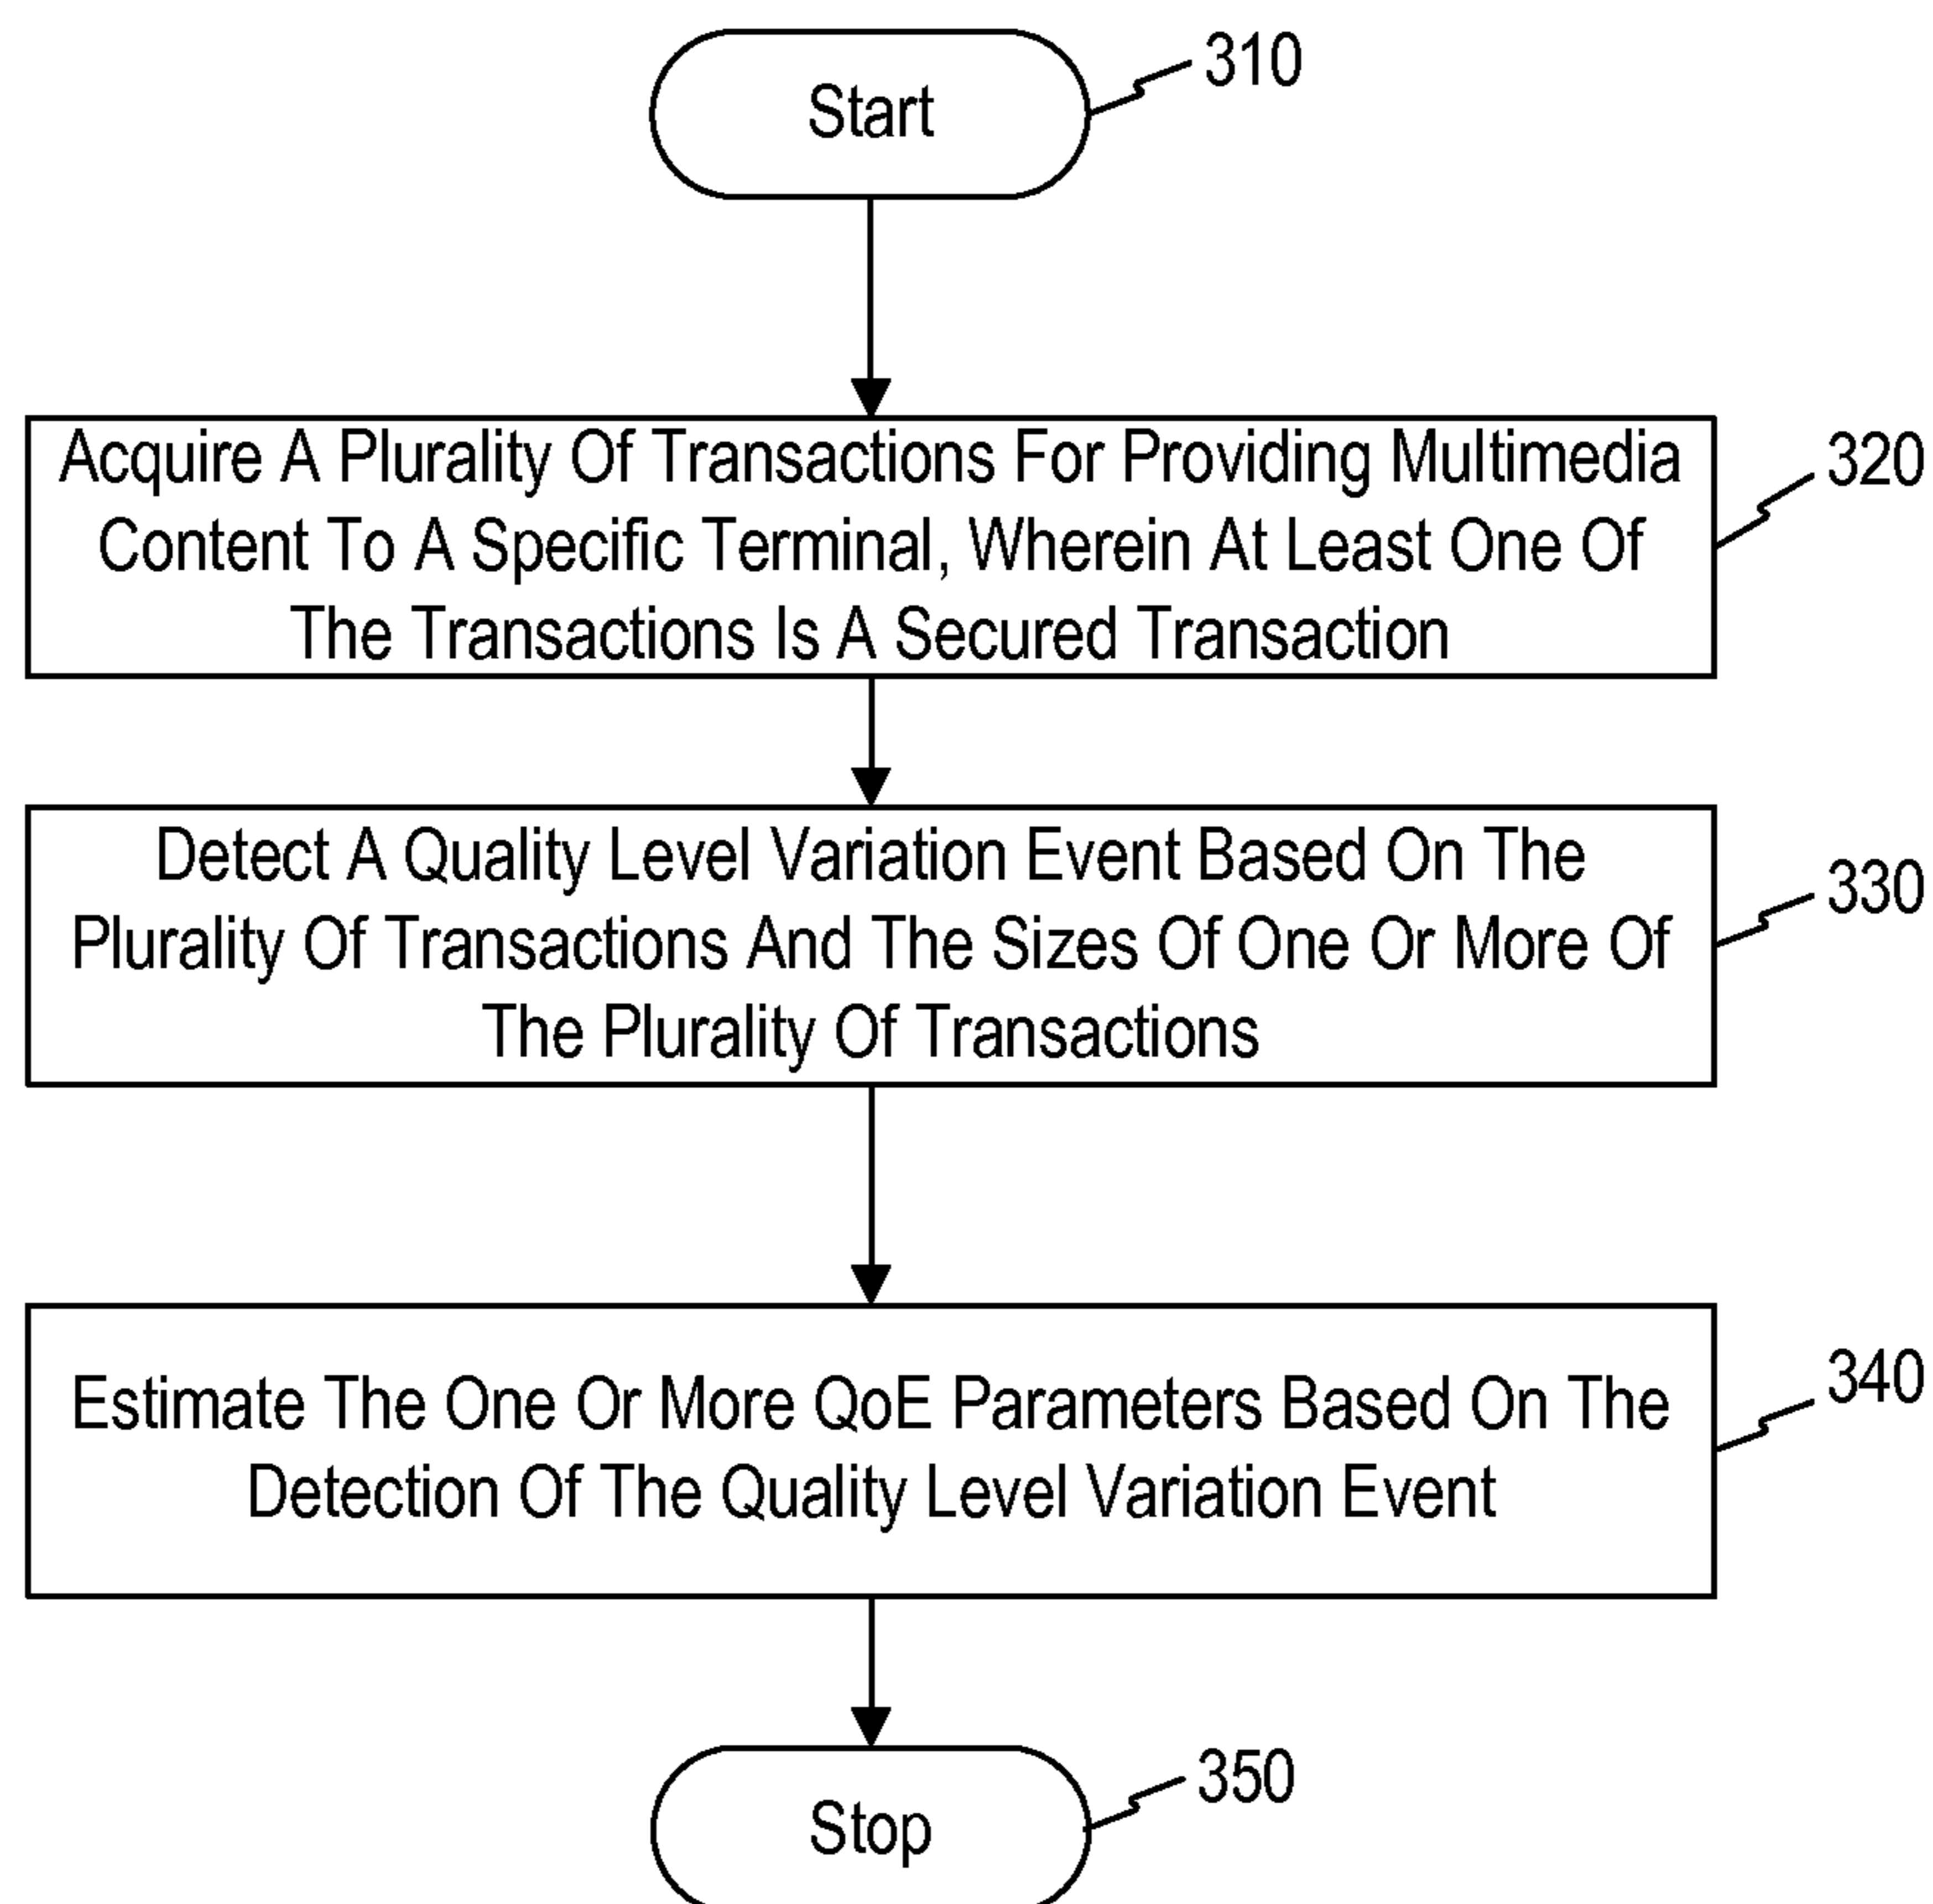 Start
310
Acquire A Plurality Of Transactions For Providing Multimedia
Content To A Specific Terminal, Wherein At Least One Of
The Transactions Is A Secured Transaction
320
Detect A Quality Level Variation Event Based On The
Plurality Of Transactions And The Sizes Of One Or More Of
The Plurality Of Transactions
330
Estimate The One Or More QoE Parameters Based On The
Detection Of The Quality Level Variation Event
340
Stop
350